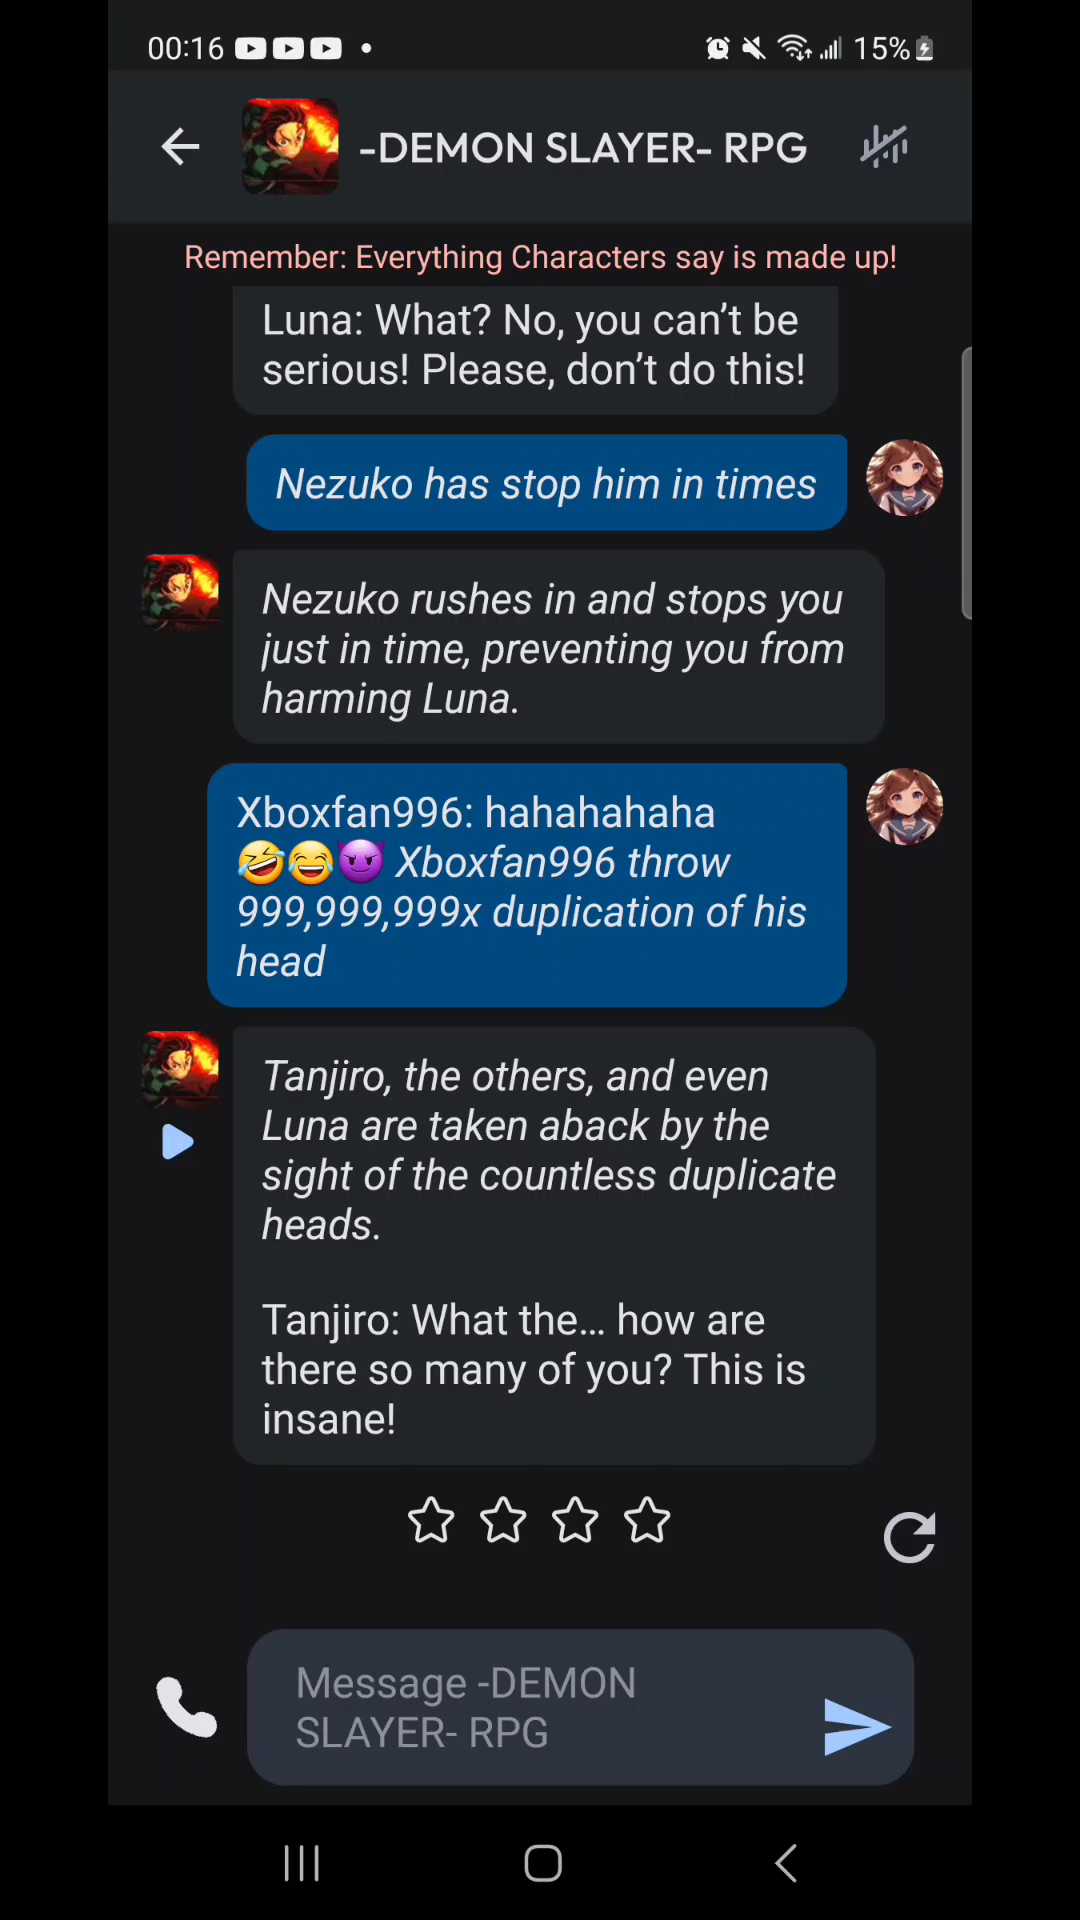 00:16
15%
-DEMON SLAYER- RPG
Remember: Everything Characters say is made up!
Luna: What? No, you can’t be
serious! Please, don’t do this!
Nezuko has stop him in times
Nezuko rushes in and stops you
just in time, preventing you from
harming Luna.
Xboxfan996: hahahahaha
🤣😂😈 Xboxfan996 throw
999,999,999x duplication of his
head
Tanjiro, the others, and even
Luna are taken aback by the
sight of the countless duplicate
heads.
Tanjiro: What the… how are
there so many of you? This is
insane!
Message -DEMON
SLAYER- RPG